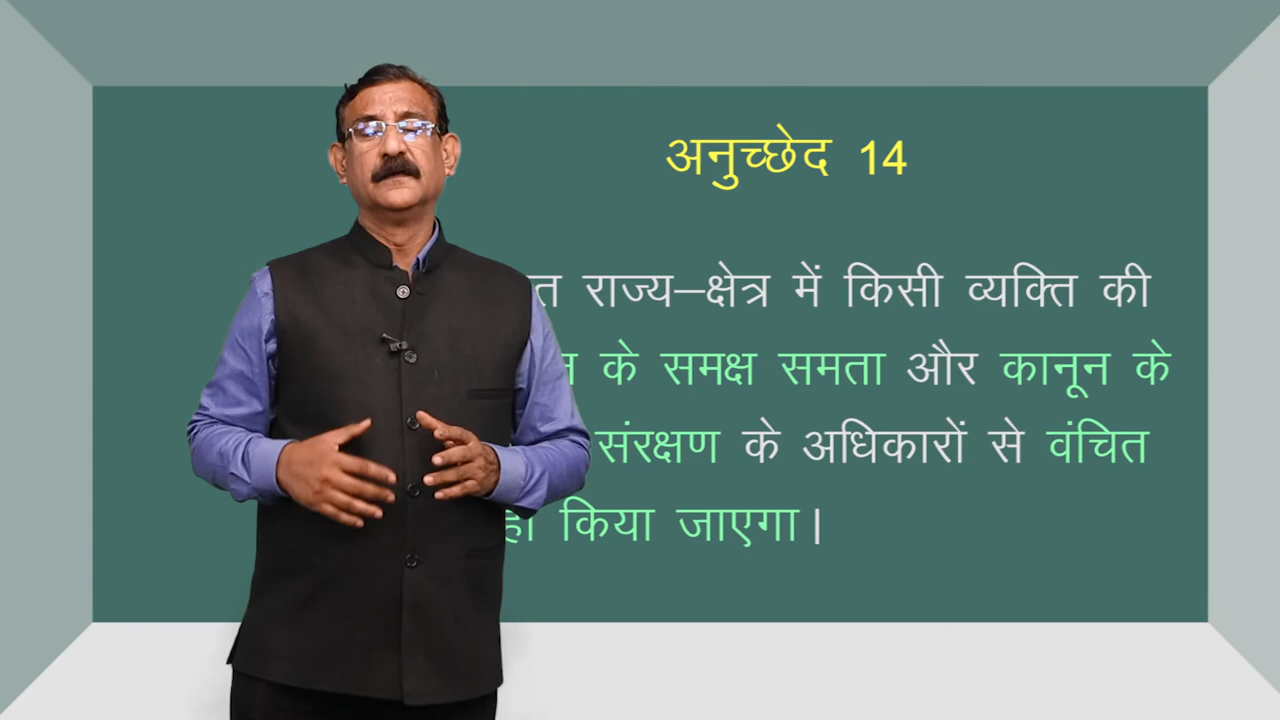 अनुच्छेद 14
राज्य–क्षेत्र में किसी व्यक्ति की
के समक्ष समता और कानून के
संरक्षण के अधिकारों से वंचित
किया जाएगा।